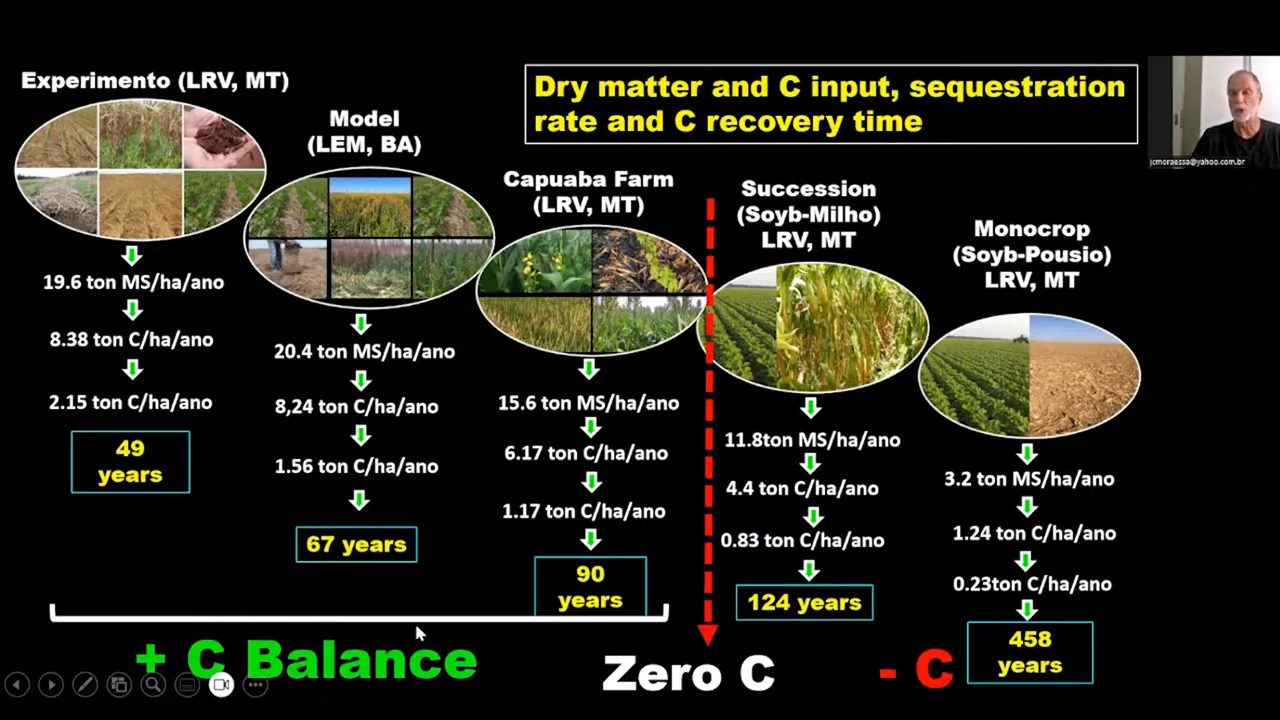 Experimento (LRV, MT)
19.6 ton MS/ha/ano
8.38 ton C/ha/ano
2.15 ton C/ha/ano
49
years
Model
(LEM, BA)
20.4 ton MS/ha/ano
8,24 ton C/ha/ano
1.56 ton C/ha/ano
67 years
Dry matter and C input, sequestration
rate and C recovery time
jcmoraessa@yahoo.com.br
Capuaba Farm
(LRV, MT)
15.6 ton MS/ha/ano
6.17 ton C/ha/ano
1.17 ton C/ha/ano
90
years
Succession
(Soyb-Milho)
LRV, MT
11.8ton MS/ha/ano
4.4 ton C/ha/ano
0.83 ton C/ha/ano
124 years
Monocrop
(Soyb-Pousio)
LRV, MT
3.2 ton MS/ha/ano
1.24 ton C/ha/ano
0.23ton C/ha/ano
458
years
+ C Balance
Zero C
- C